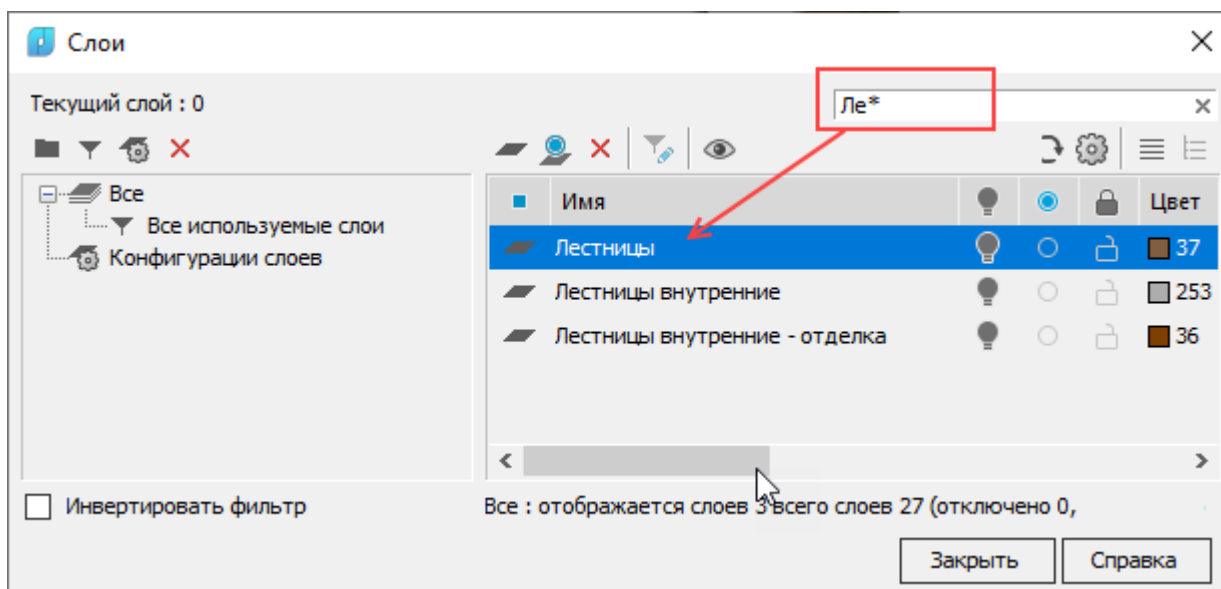 Слои
Текущий слой : 0
Ле*
Все
Все используемые слои
Конфигурации слоев
Имя
Цвет
Лестницы
37
Лестницы внутренние
253
Лестницы внутренние - отделка
36
Инвертировать фильтр
Все : отображается слоев 3 всего слоев 27 (отключено 0,
Закрыть
Справка